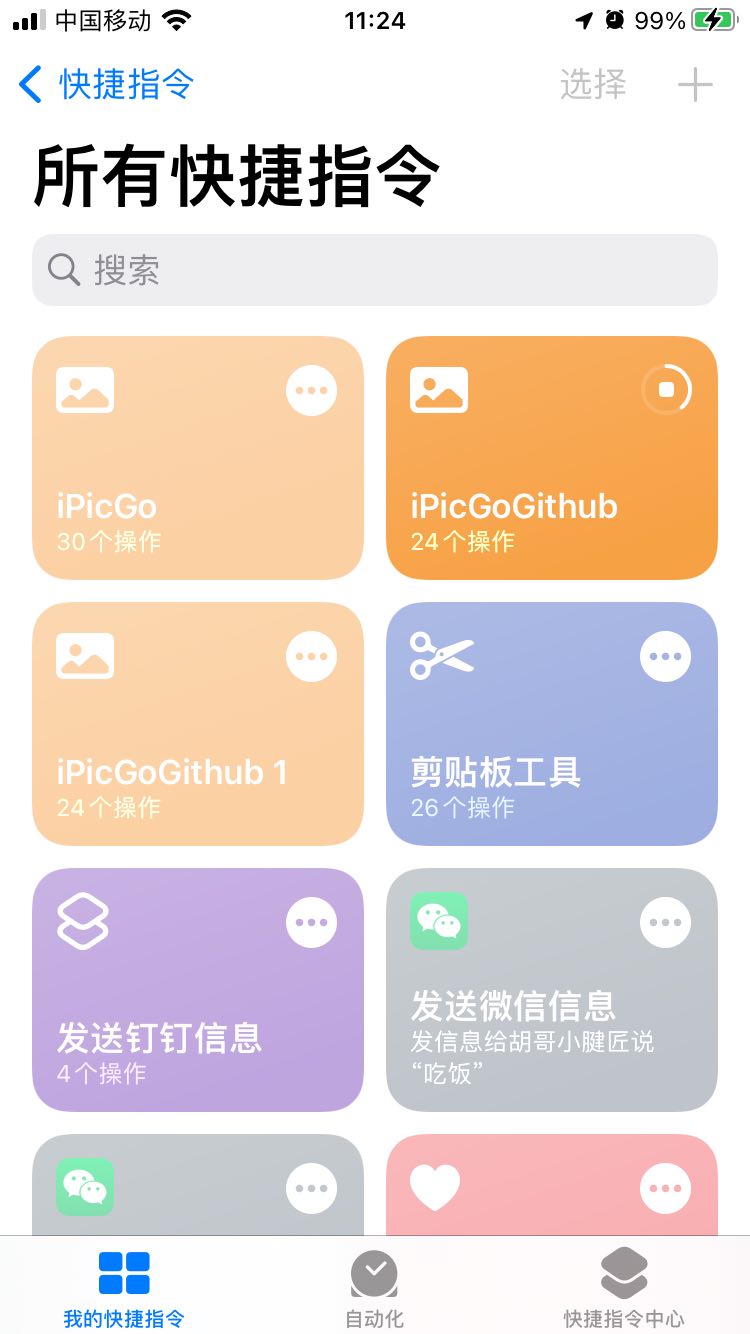 中国移动 11:24 99%
快捷指令 选择
所有快捷指令
搜索
iPicGo
30个操作
iPicGoGithub
24个操作
iPicGoGithub 1
24个操作
剪贴板工具
26个操作
发送钉钉信息
4个操作
发送微信信息
发信息给胡哥小腱匠说
“吃饭”
我的快捷指令 自动化 快捷指令中心